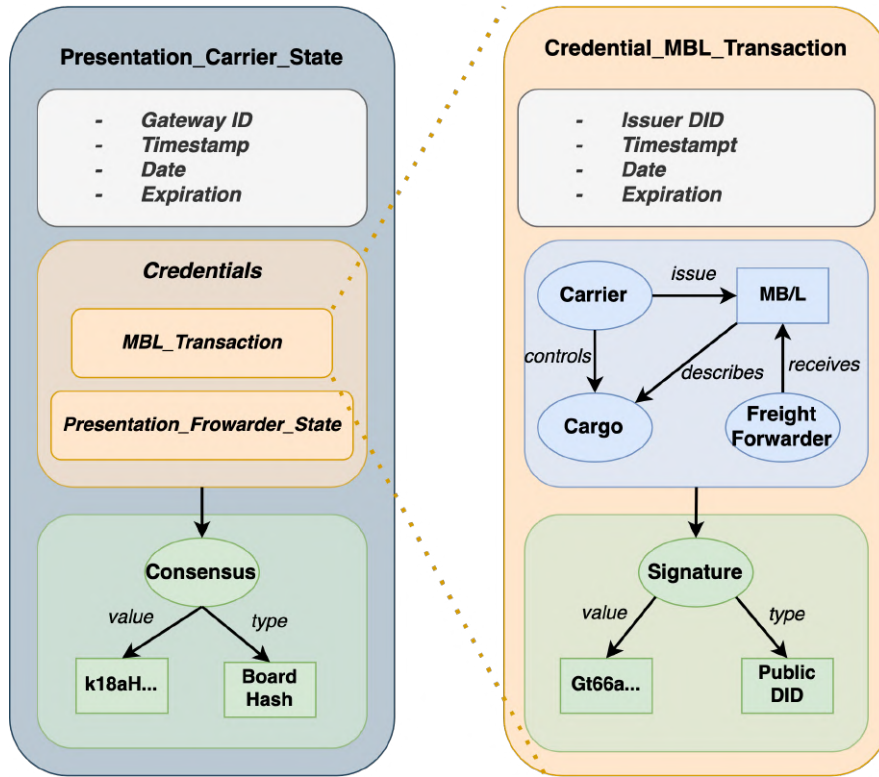 Presentation_Carrier_State
- Gateway ID
- Timestamp
- Date
- Expiration
Credentials
MBL_Transaction
Presentation_Frowarder_State
Consensus
value
type
k18aH...
Board
Hash
Credential_MBL_Transaction
- Issuer DID
- Timestampt
- Date
- Expiration
Carrier
issue
MB/L
controls
describes
receives
Cargo
Freight
Forwarder
Signature
value
type
Gt66a...
Public
DID